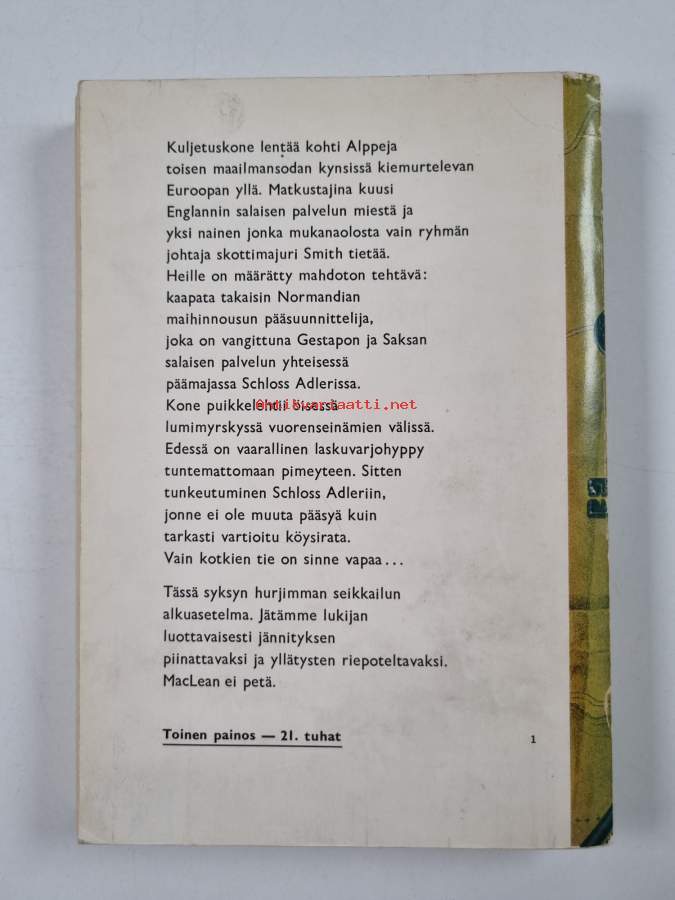 Kuljetuskone lentää kohti Alppeja
toisen maailmansodan kynsissä kiemurtelevan
Euroopan yllä. Matkustajina kuusi
Englannin salaisen palvelun miestä ja
yksi nainen jonka mukanaolosta vain ryhmän
johtaja skottimajuri Smith tietää.
Heille on määrätty mahdoton tehtävä:
kaapata takaisin Normandian
maihinnousun pääsuunnittelija,
joka on vangittuna Gestapon ja Saksan
salaisen palvelun yhteisessä
päämajassa Schloss Adlerissa.
Kone puikkelehtii öisessä
lumimyrskyssä vuorenseinämien välissä.
Edessä on vaarallinen laskuvarjohyppy
tuntemattomaan pimeyteen. Sitten
tunkeutuminen Schloss Adleriin,
jonne ei ole muuta pääsyä kuin
tarkasti vartioitu köysirata.
Vain kotkien tie on sinne vapaa...
Tässä syksyn hurjimman seikkailun
alkuasetelma. Jätämme lukijan
luottavaisesti jännityksen
piinattavaksi ja yllätysten riepoteltavaksi.
MacLean ei petä.
Toinen painos — 21. tuhat
1